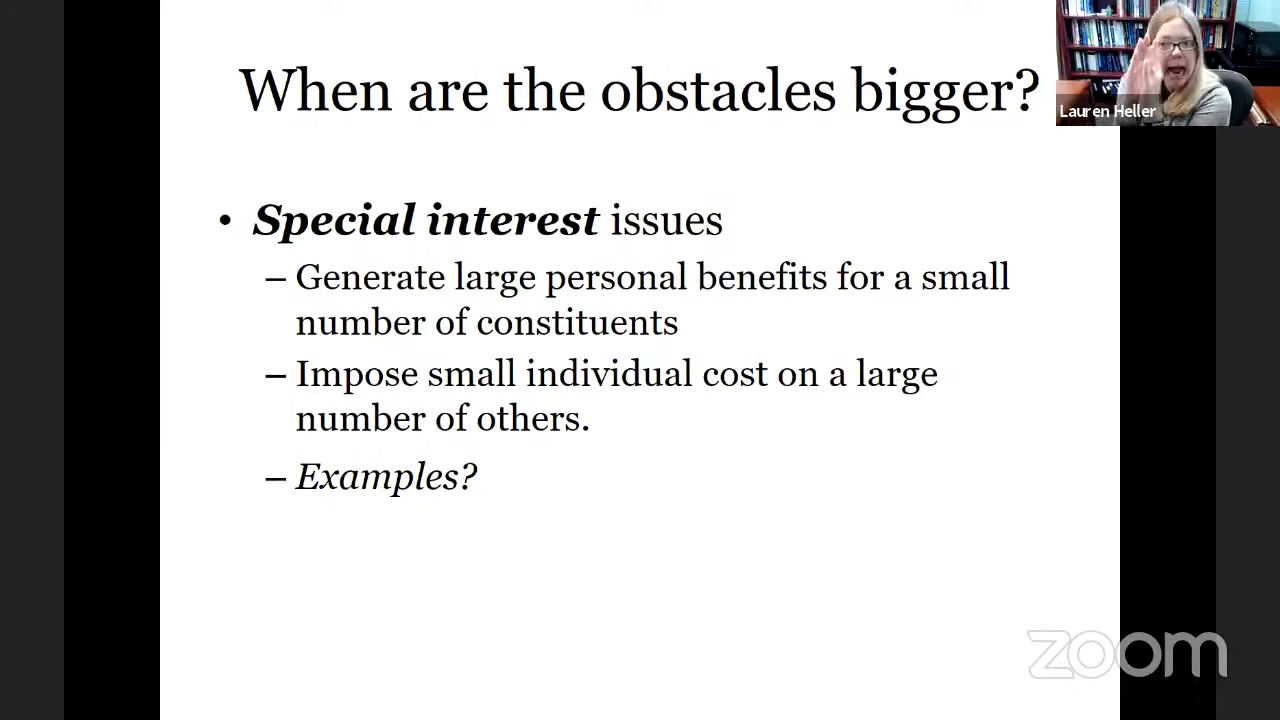 When are the obstacles bigger?
Lauren Heller
• Special interest issues
– Generate large personal benefits for a small
number of constituents
– Impose small individual cost on a large
number of others.
– Examples?
zoom